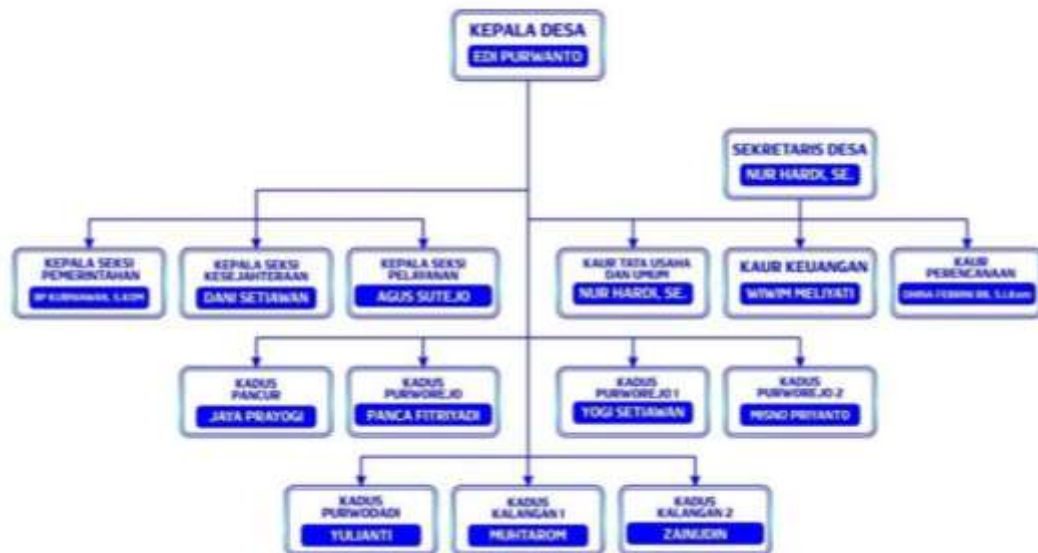 KEPALA DESA
EDI PURWANTO
SEKRETARIS DESA
NUR HARDI, SE.
KEPALA SEKSI
PEMERINTAHAN
KURNIAWAN, S.KOM
KEPALA SEKSI
KESEJAHTERAAN
DANI SETIAWAN
KEPALA SEKSI
PELAYANAN
AGUS SUTEJO
KAUR TATA USAHA
DAN UMUM
NUR HARDI, SE.
KAUR KEUANGAN
WIWIM MELIYATI
KAUR
PERENCANAAN
KADUS
PANCUR
JAYA PRAYOGI
KADUS
PURWOREJO
PANCA FITRIYADI
KADUS
PURWOREJO 1
YOGI SETIAWAN
KADUS
PURWOREJO 2
MISNO PRIYANTO
KADUS
PURWODADI
YULIANTI
KADUS
KALANGAN 1
MUHTAROM
KADUS
KALANGAN 2
ZAINUDIN